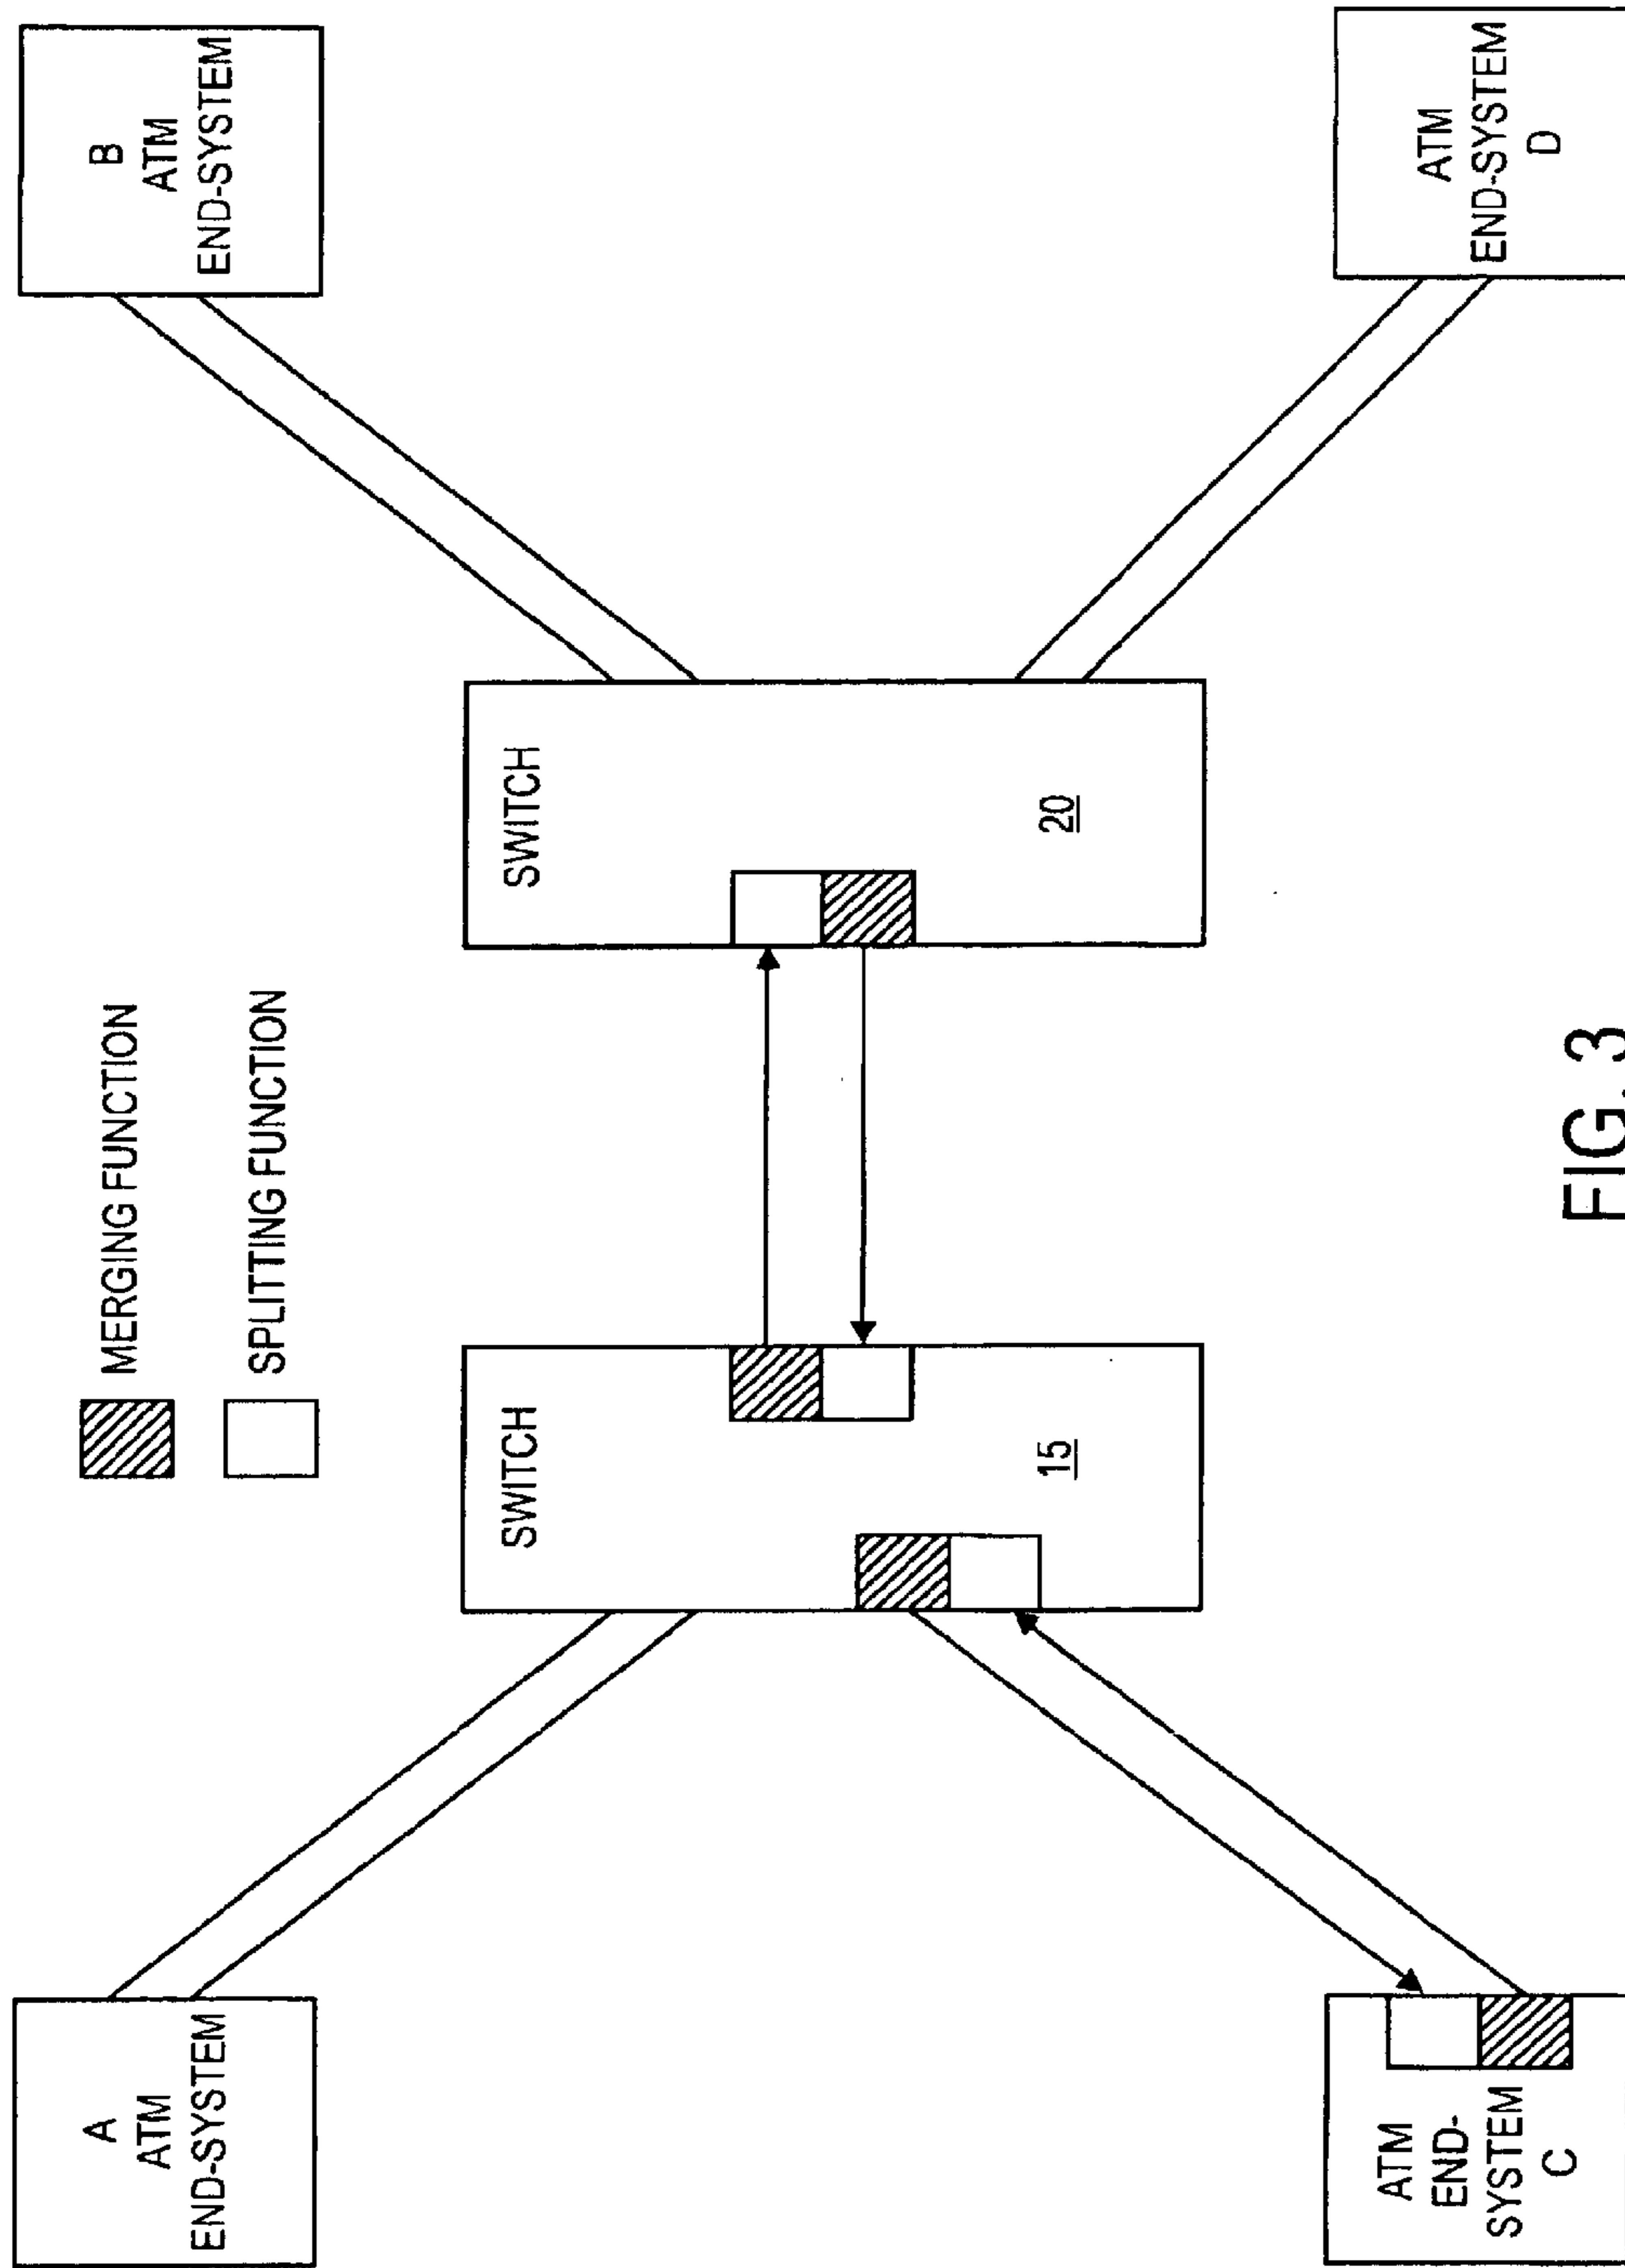 MERGING FUNCTION
SPLITTING FUNCTION
A
ATM
END-SYSTEM
B
ATM
END-SYSTEM
SWITCH
15
SWITCH
20
ATM
END-
SYSTEM
C
ATM
END-SYSTEM
D
FIG. 3